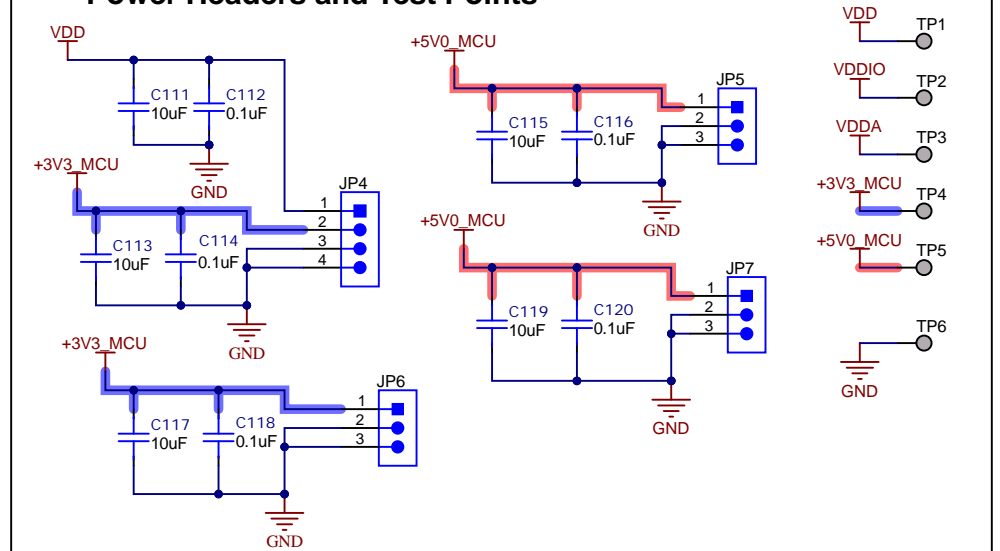 Power Headers and Test Points
VDD
C111
10uF
C112
0.1uF
GND
+3V3_MCU
C113
10uF
C114
0.1uF
GND
JP4
1
2
3
4
+3V3_MCU
C117
10uF
C118
0.1uF
GND
JP6
1
2
3
+5V0_MCU
C115
10uF
C116
0.1uF
GND
JP5
1
2
3
+5V0_MCU
C119
10uF
C120
0.1uF
GND
JP7
1
2
3
VDD
TP1
VDDIO
TP2
VDDA
TP3
+3V3_MCU
TP4
+5V0_MCU
TP5
TP6
GND